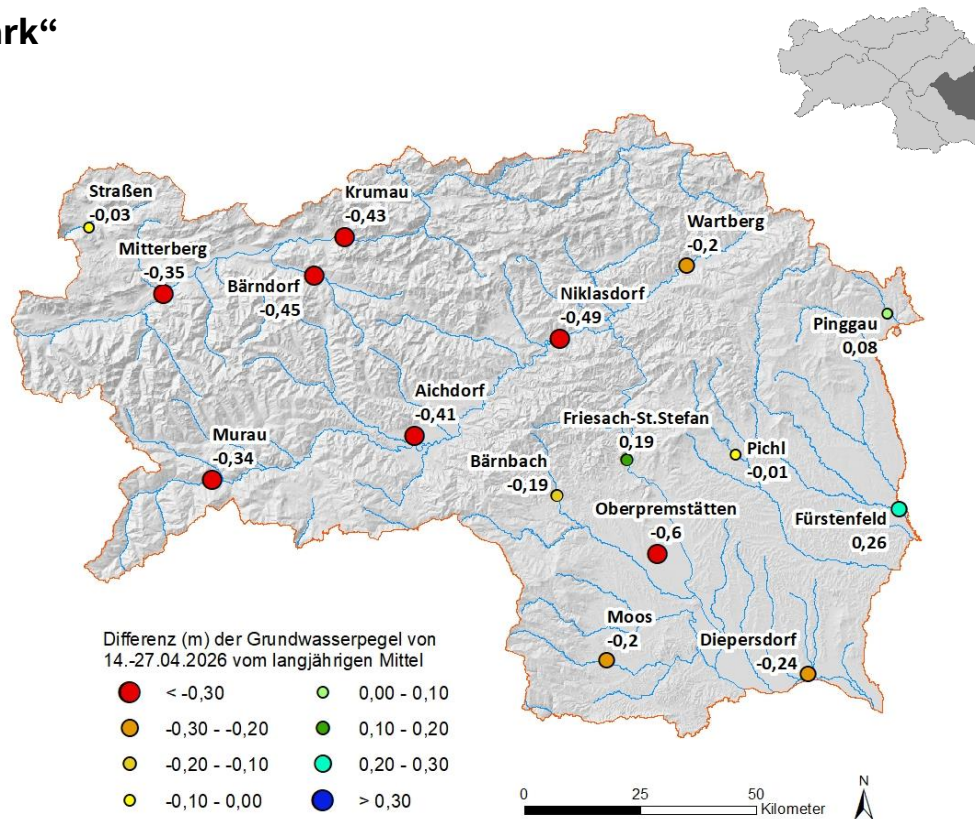 ark“
Straßen
-0,03
Krumau
-0,43
Wartberg
-0,2
Mitterberg
-0,35
Bärndorf
-0,45
Niklasdorf
-0,49
Pinggau
0,08
Aichdorf
-0,41
Friesach-St.Stefan
0,19
Murau
-0,34
Bärnbach
-0,19
Pichl
-0,01
Oberpremstätten
-0,6
Fürstenfeld
0,26
Moos
-0,2
Diepersdorf
-0,24
Differenz (m) der Grundwasserpegel von
14.-27.04.2026 vom langjährigen Mittel
< -0,30
-0,30 - -0,20
-0,20 - -0,10
-0,10 - 0,00
0,00 - 0,10
0,10 - 0,20
0,20 - 0,30
> 0,30
0 25 50
Kilometer
N